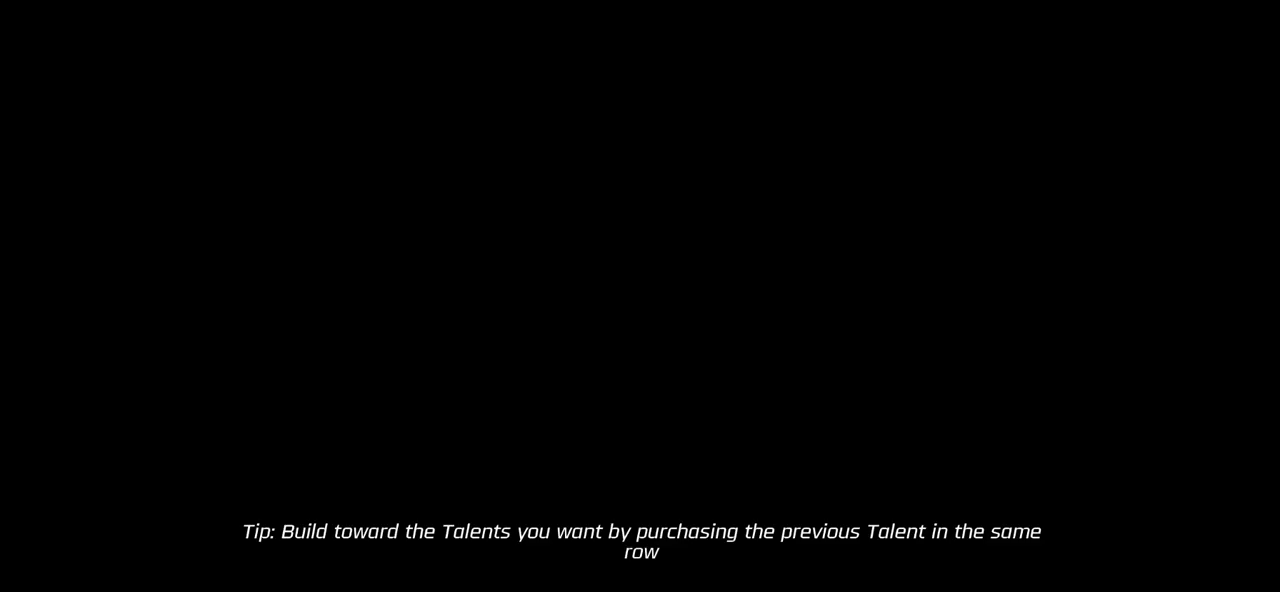 Tip: Build toward the Talents you want by purchasing the previous Talent in the same
row